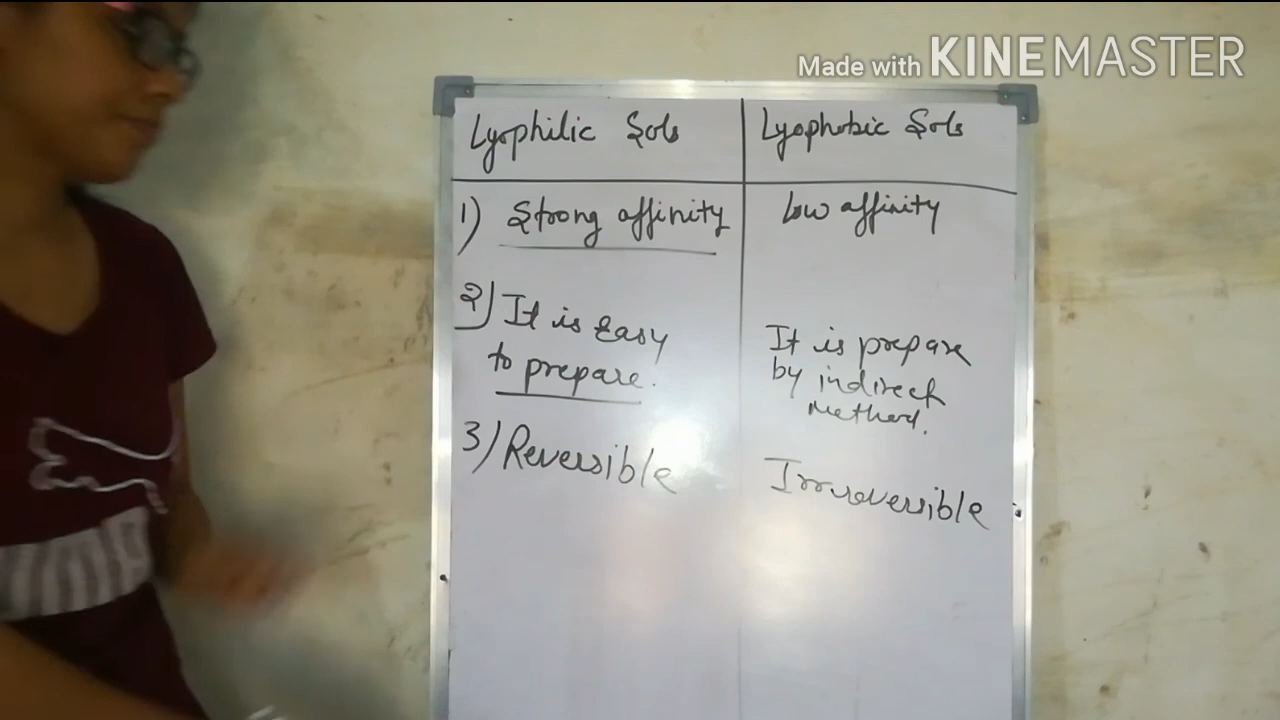 Made with KINEMASTER
Lyophilic Sols
Lyophobic Sols
1) Strong affinity
Low affinity
2) It is Easy
to prepare.
It is prepare
by indirect
method.
3) Reversible
Irrreversible